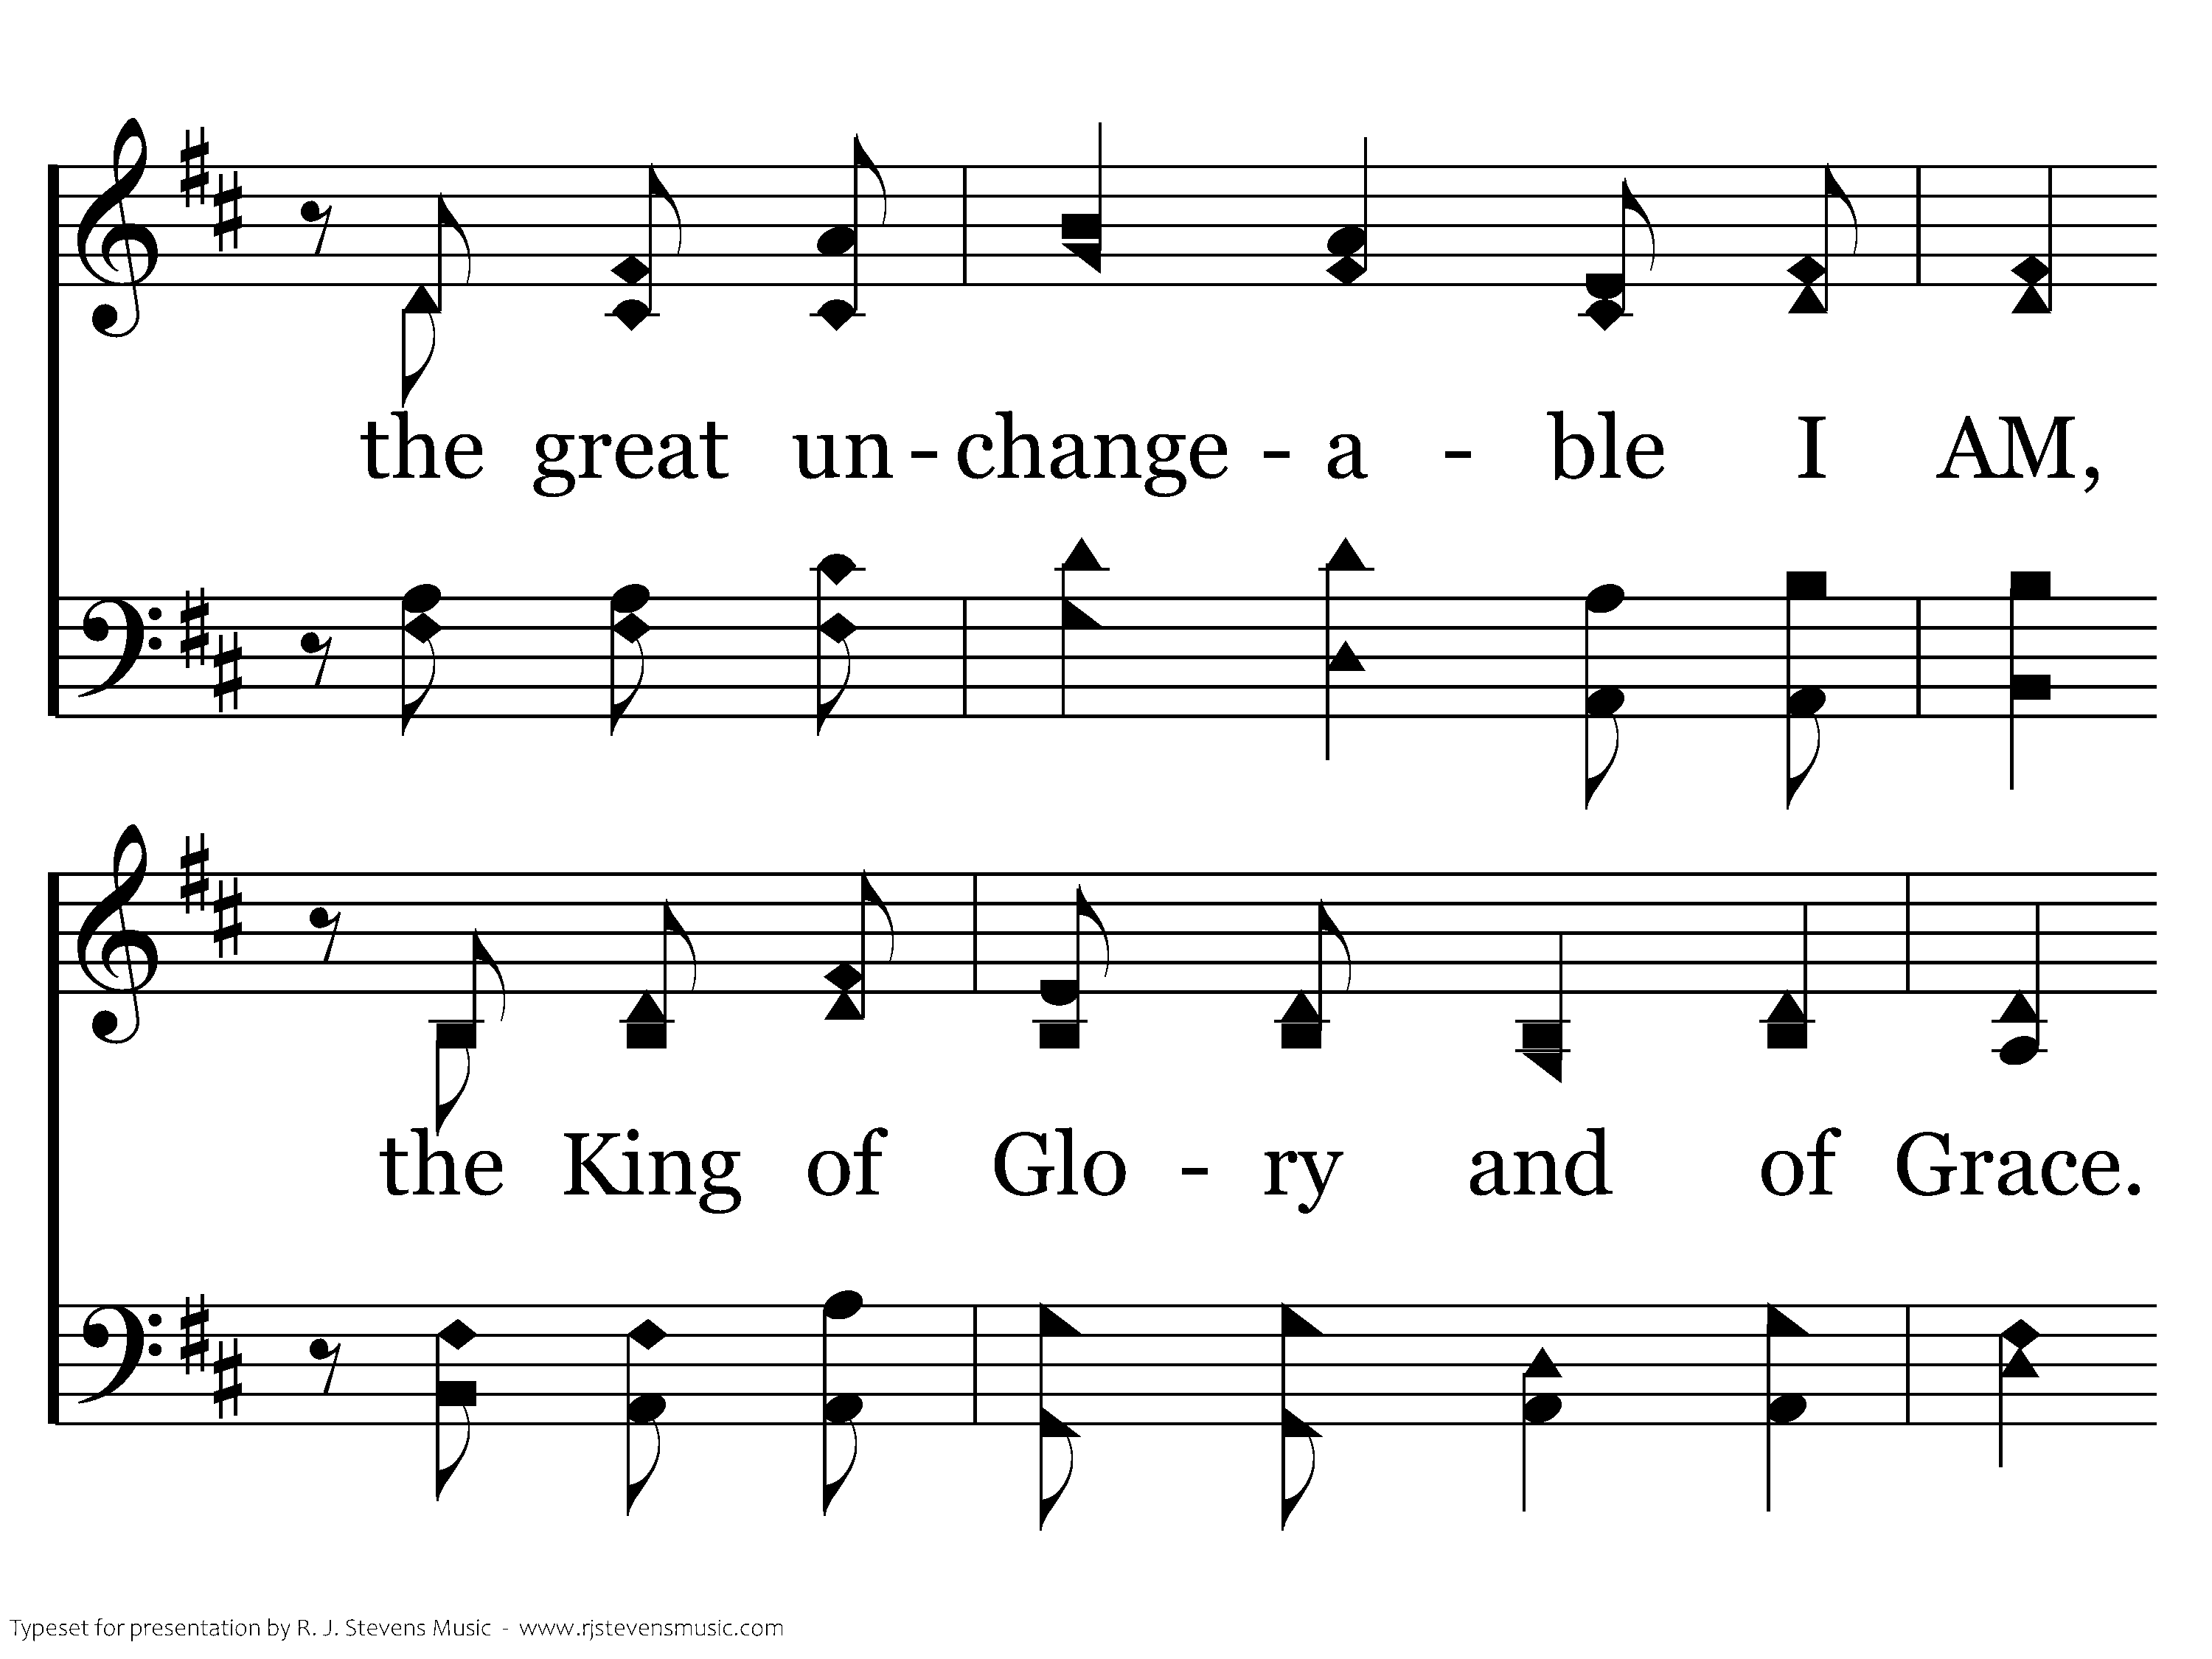 the great un - change - a - ble I AM,
the King of Glo - ry and of Grace.
Typeset for presentation by R. J. Stevens Music - www.rjstevensmusic.com